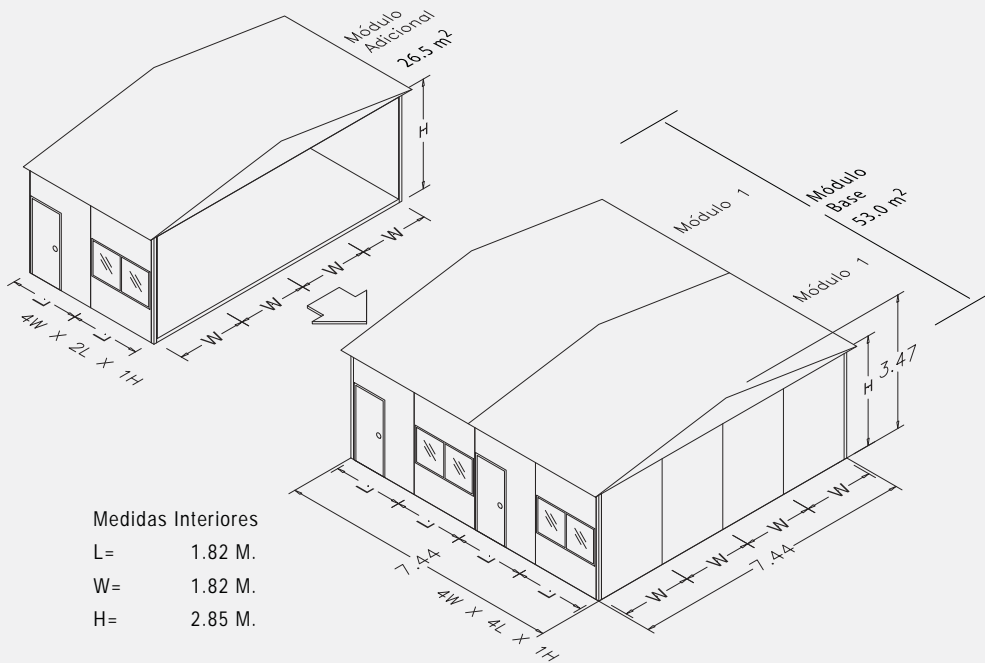 Módulo
Adicional
26.5 m²
H
W
W
W
W
L
L
4W X 2L X 1H
Módulo 1
Módulo 1
Módulo
Base
53.0 m²
H
3.47
L
L
L
L
7.44
4W X 4L X 1H
W
W
W
W
7.44
Medidas Interiores
L= 1.82 M.
W= 1.82 M.
H= 2.85 M.